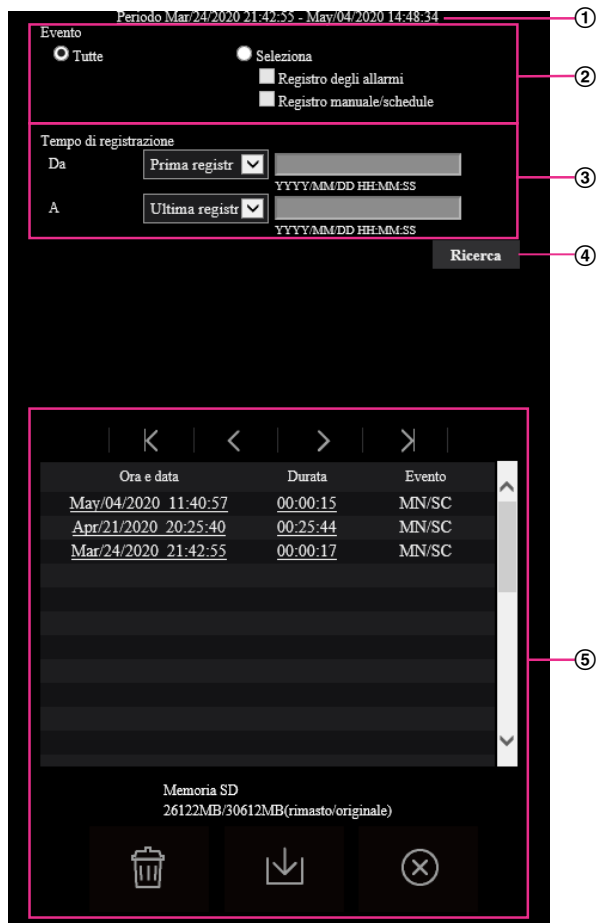 Periodo Mar/24/2020 21:42:55 - May/04/2020 14:48:34
①
Evento
Tutte
Seleziona
②
Registro degli allarmi
Registro manuale/schedule
Tempo di registrazione
Da
Prima registr
③
YYYY/MM/DD HH:MM:SS
A
Ultima registr
YYYY/MM/DD HH:MM:SS
Ricerca
④
Ora e data Durata Evento
May/04/2020 11:40:57 00:00:15 MN/SC
Apr/21/2020 20:25:40 00:25:44 MN/SC
Mar/24/2020 21:42:55 00:00:17 MN/SC
⑤
Memoria SD
26122MB/30612MB(rimasto/originale)